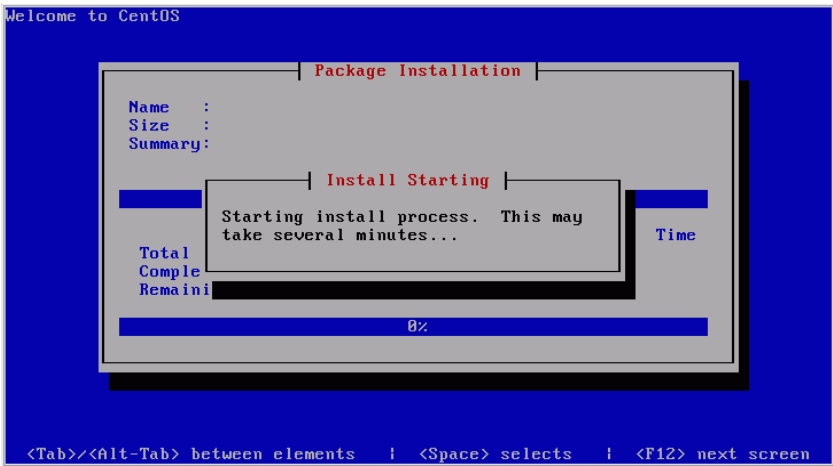 Welcome to CentOS
Package Installation
Name    :
Size    :
Summary:
Install Starting
Starting install process.  This may
take several minutes...
Time
Total
Comple
Remaini
0%
<Tab>/<Alt-Tab> between elements   |  <Space> selects   |  <F12> next screen